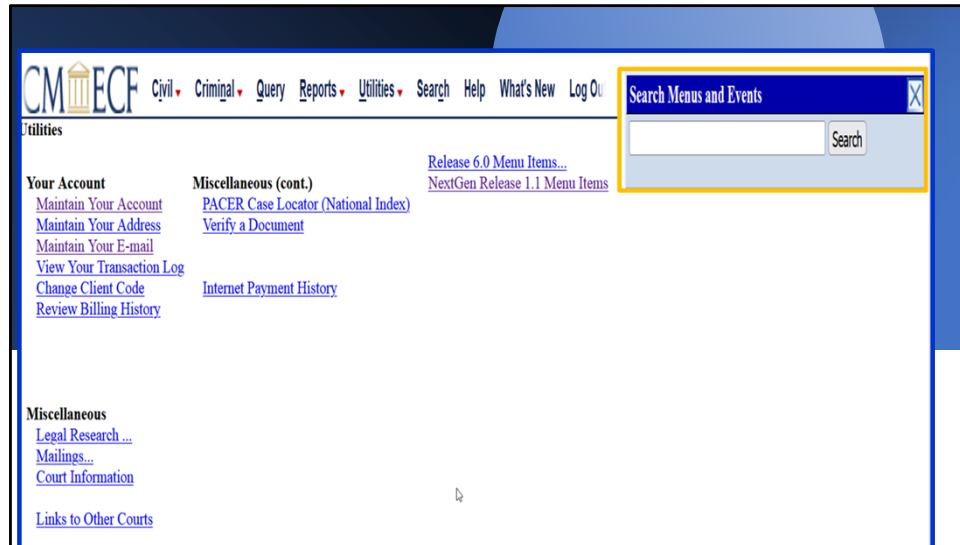 CM ECF Civil Criminal Query Reports Utilities Search Help What's New Log Ou
Search Menus and Events X
Search
Utilities
Release 6.0 Menu Items...
Your Account Miscellaneous (cont.) NextGen Release 1.1 Menu Items
Maintain Your Account PACER Case Locator (National Index)
Maintain Your Address Verify a Document
Maintain Your E-mail
View Your Transaction Log
Change Client Code Internet Payment History
Review Billing History
Miscellaneous
Legal Research ...
Mailings...
Court Information
Links to Other Courts